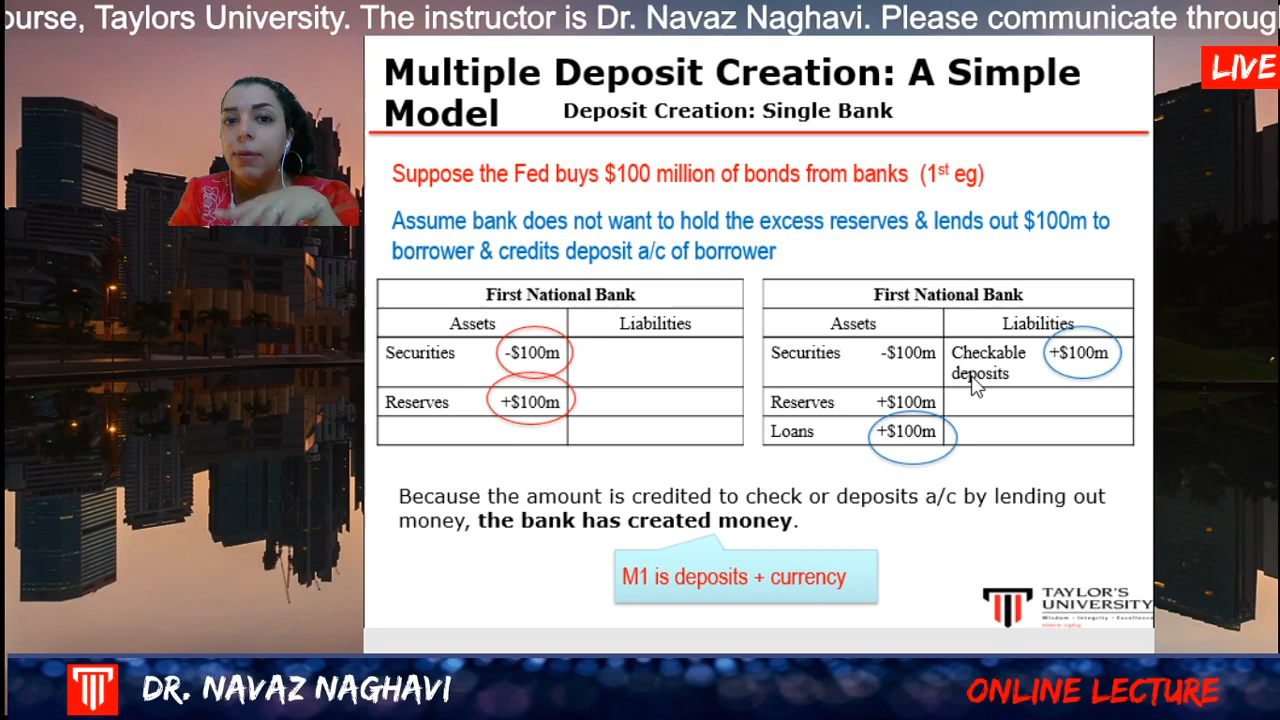 ourse, Taylors University. The instructor is Dr. Navaz Naghavi. Please communicate throug
LIVE
Multiple Deposit Creation: A Simple
Model
Deposit Creation: Single Bank
Suppose the Fed buys $100 million of bonds from banks (1st eg)
Assume bank does not want to hold the excess reserves & lends out $100m to
borrower & credits deposit a/c of borrower
First National Bank
Assets Liabilities
Securities -$100m
Reserves +$100m
First National Bank
Assets Liabilities
Securities -$100m Checkable +$100m
deposits
Reserves +$100m
Loans +$100m
Because the amount is credited to check or deposits a/c by lending out
money, the bank has created money.
M1 is deposits + currency
TAYLOR'S
UNIVERSITY
Wisdom · Integrity · Excellence
since 1969
DR. NAVAZ NAGHAVI
ONLINE LECTURE